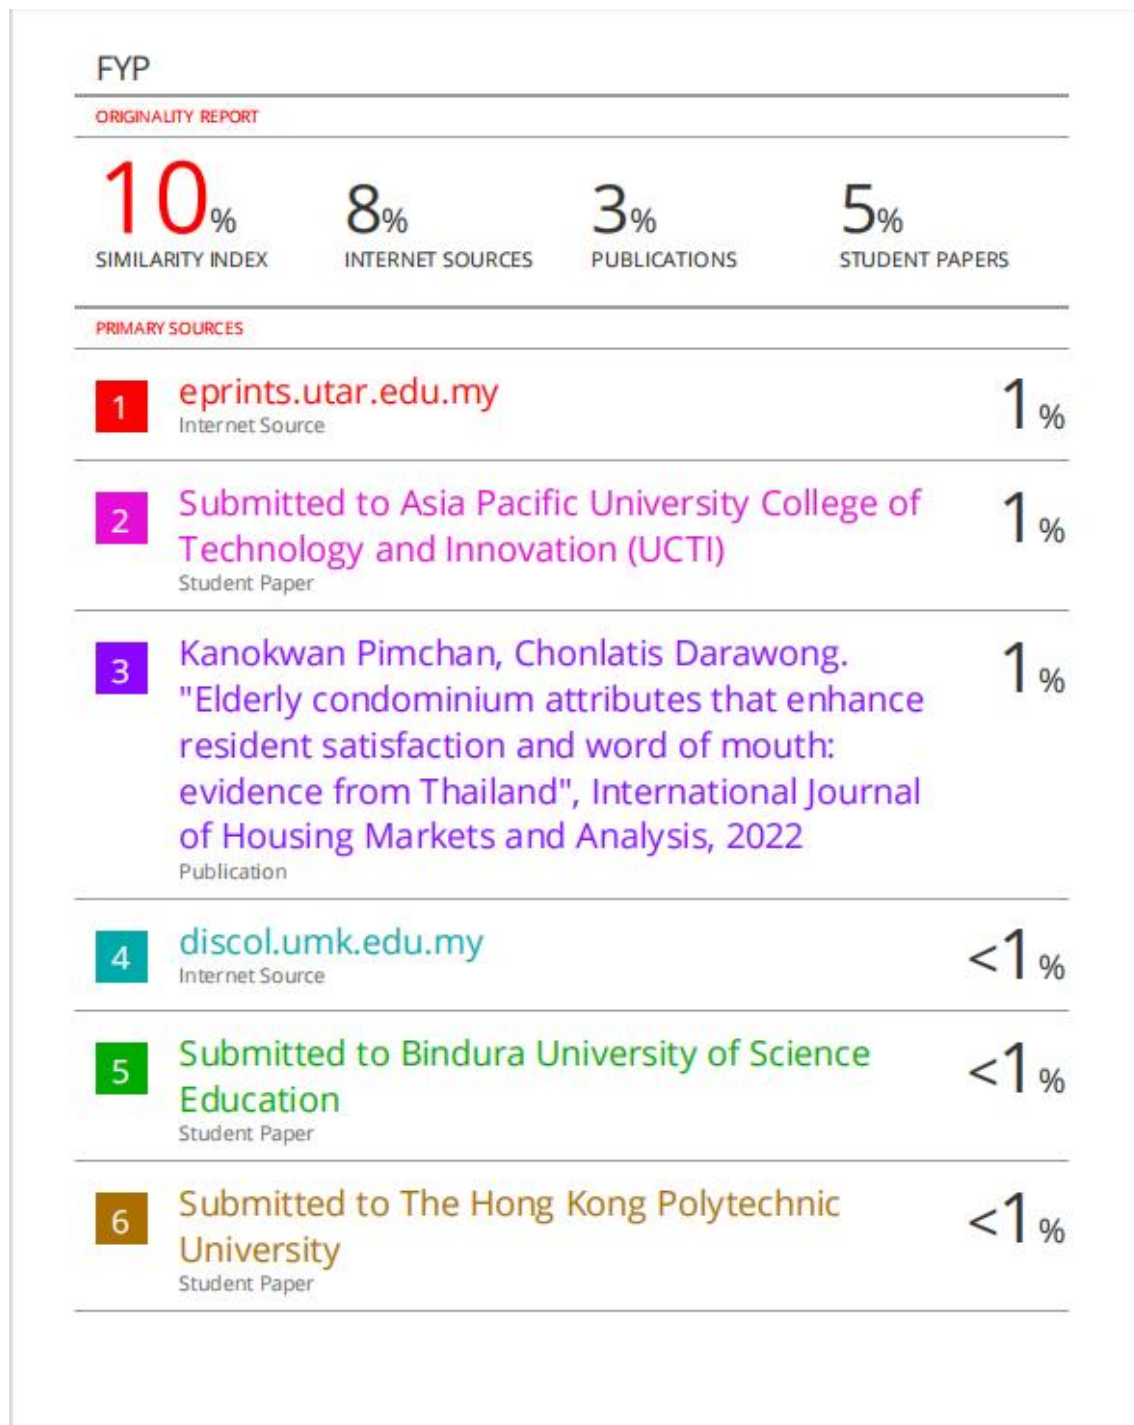 FYP
ORIGINALITY REPORT
10% 8% 3% 5%
SIMILARITY INDEX INTERNET SOURCES PUBLICATIONS STUDENT PAPERS
PRIMARY SOURCES
1 eprints.utar.edu.my 1%
Internet Source
2 Submitted to Asia Pacific University College of 1%
Technology and Innovation (UCTI)
Student Paper
3 Kanokwan Pimchan, Chonlatis Darawong. 1%
"Elderly condominium attributes that enhance
resident satisfaction and word of mouth:
evidence from Thailand", International Journal
of Housing Markets and Analysis, 2022
Publication
4 discol.umk.edu.my <1%
Internet Source
5 Submitted to Bindura University of Science <1%
Education
Student Paper
6 Submitted to The Hong Kong Polytechnic <1%
University
Student Paper